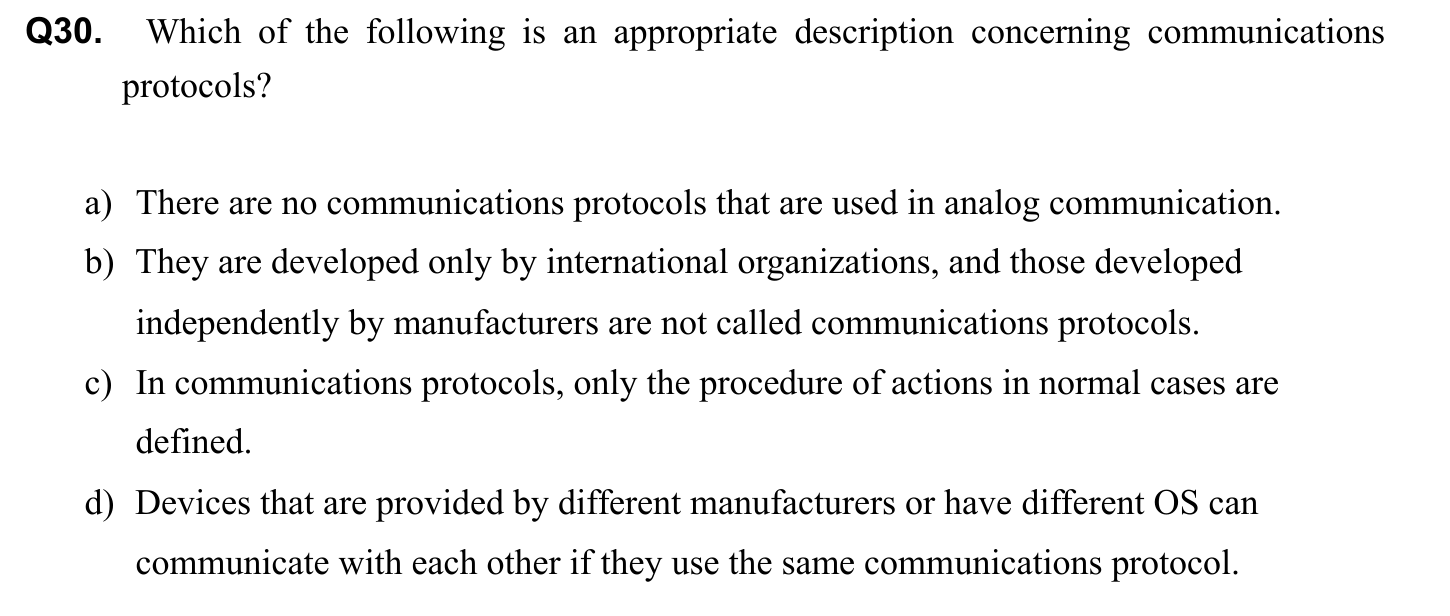 Q30. Which of the following is an appropriate description concerning communications
protocols?
a) There are no communications protocols that are used in analog communication.
b) They are developed only by international organizations, and those developed
independently by manufacturers are not called communications protocols.
c) In communications protocols, only the procedure of actions in normal cases are
defined.
d) Devices that are provided by different manufacturers or have different OS can
communicate with each other if they use the same communications protocol.